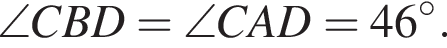 ∠CBD = ∠CAD = 46°,